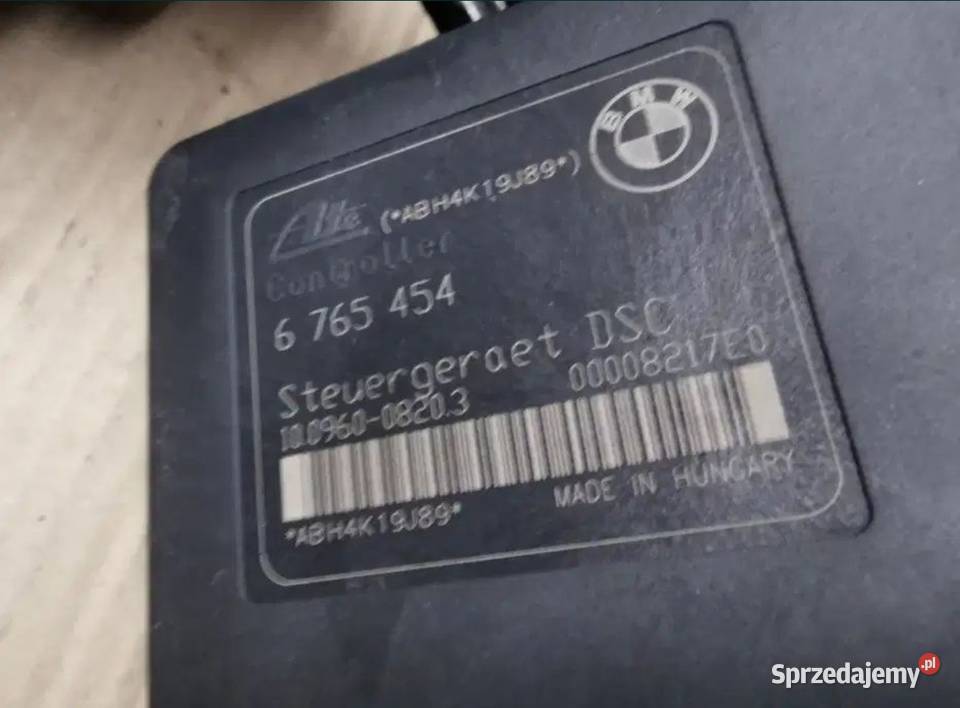 BMW
Ate (*ABH4K19J89*)
Controller
6 765 454
Steuergeraet DSC
10.0960-0820.3 00008217E0
*ABH4K19J89* MADE IN HUNGARY
Sprzedajemy.pl